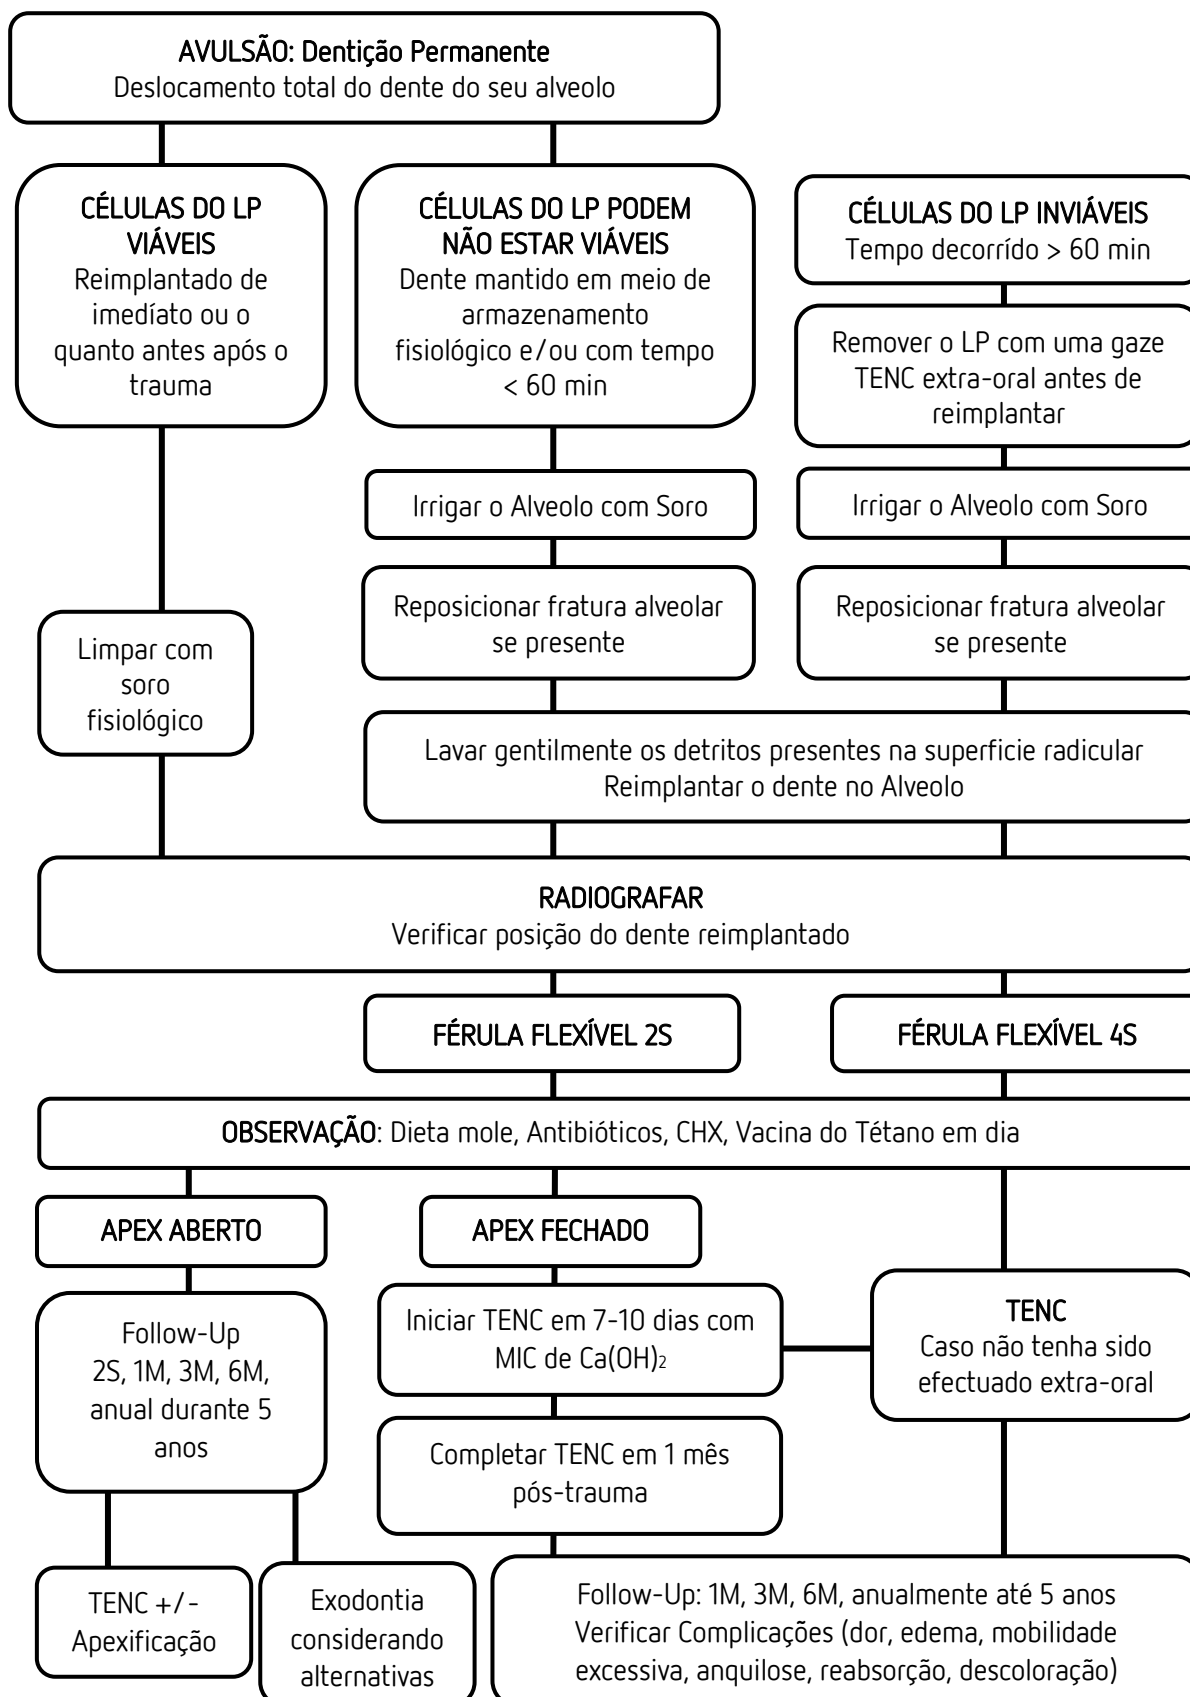 AVULSÃO: Dentição Permanente
Deslocamento total do dente do seu alveolo
CÉLULAS DO LP
VIÁVEIS
Reimplantado de
imedíato ou o
quanto antes após o
trauma
CÉLULAS DO LP PODEM
NÃO ESTAR VIÁVEIS
Dente mantido em meio de
armazenamento
fisiológico e/ou com tempo
< 60 min
CÉLULAS DO LP INVIÁVEIS
Tempo decorrído > 60 min
Remover o LP com uma gaze
TENC extra-oral antes de
reimplantar
Irrigar o Alveolo com Soro
Irrigar o Alveolo com Soro
Reposicionar fratura alveolar
se presente
Reposicionar fratura alveolar
se presente
Limpar com
soro
fisiológico
Lavar gentilmente os detritos presentes na superficie radicular
Reimplantar o dente no Alveolo
RADIOGRAFAR
Verificar posição do dente reimplantado
FÉRULA FLEXÍVEL 2S
FÉRULA FLEXÍVEL 4S
OBSERVAÇÃO: Dieta mole, Antibióticos, CHX, Vacina do Tétano em dia
APEX ABERTO
APEX FECHADO
Follow-Up
2S, 1M, 3M, 6M,
anual durante 5
anos
Iniciar TENC em 7-10 dias com
MIC de Ca(OH)₂
TENC
Caso não tenha sido
efectuado extra-oral
Completar TENC em 1 mês
pós-trauma
TENC +/-
Apexificação
Exodontia
considerando
alternativas
Follow-Up: 1M, 3M, 6M, anualmente até 5 anos
Verificar Complicações (dor, edema, mobilidade
excessiva, anquilose, reabsorção, descoloração)